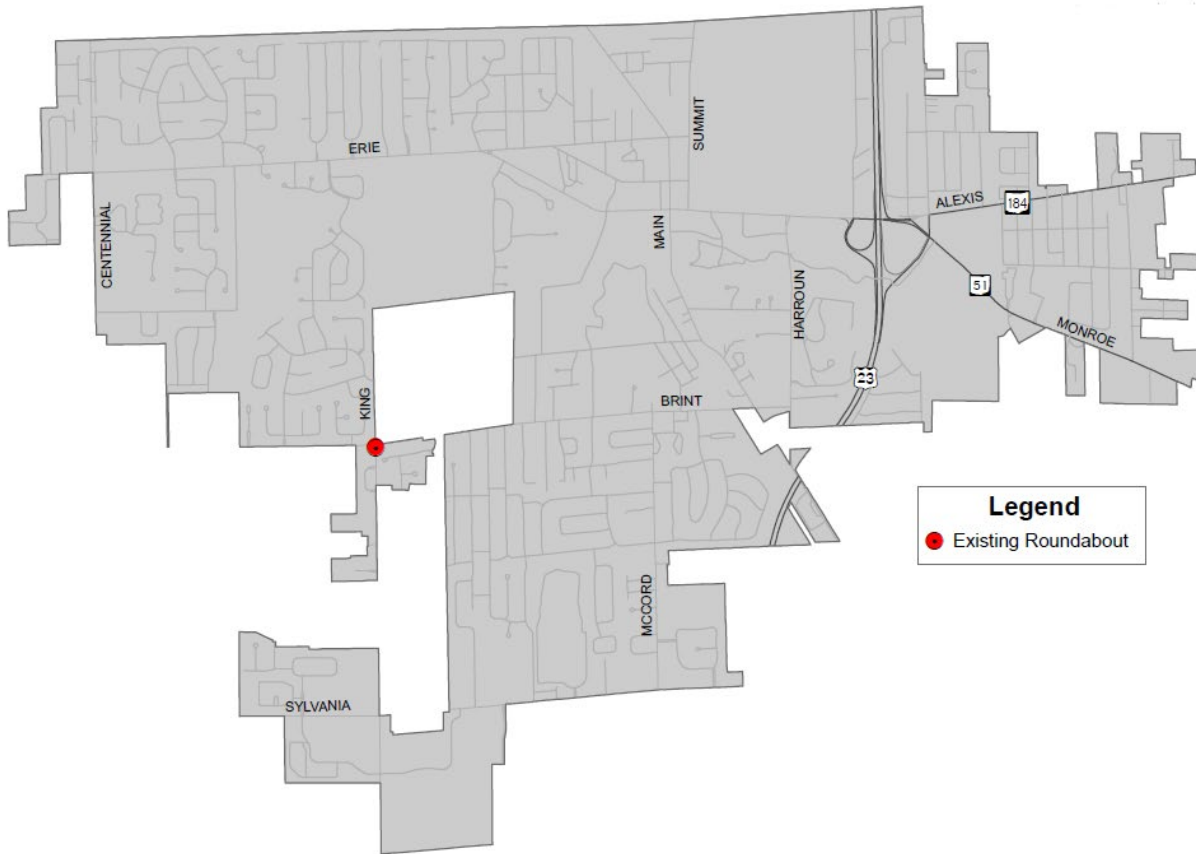 SUMMIT
ERIE
184
ALEXIS
CENTENNIAL
MAIN
51
HARROUN
MONROE
23
KING
BRINT
Legend
Existing Roundabout
MCCORD
SYLVANIA